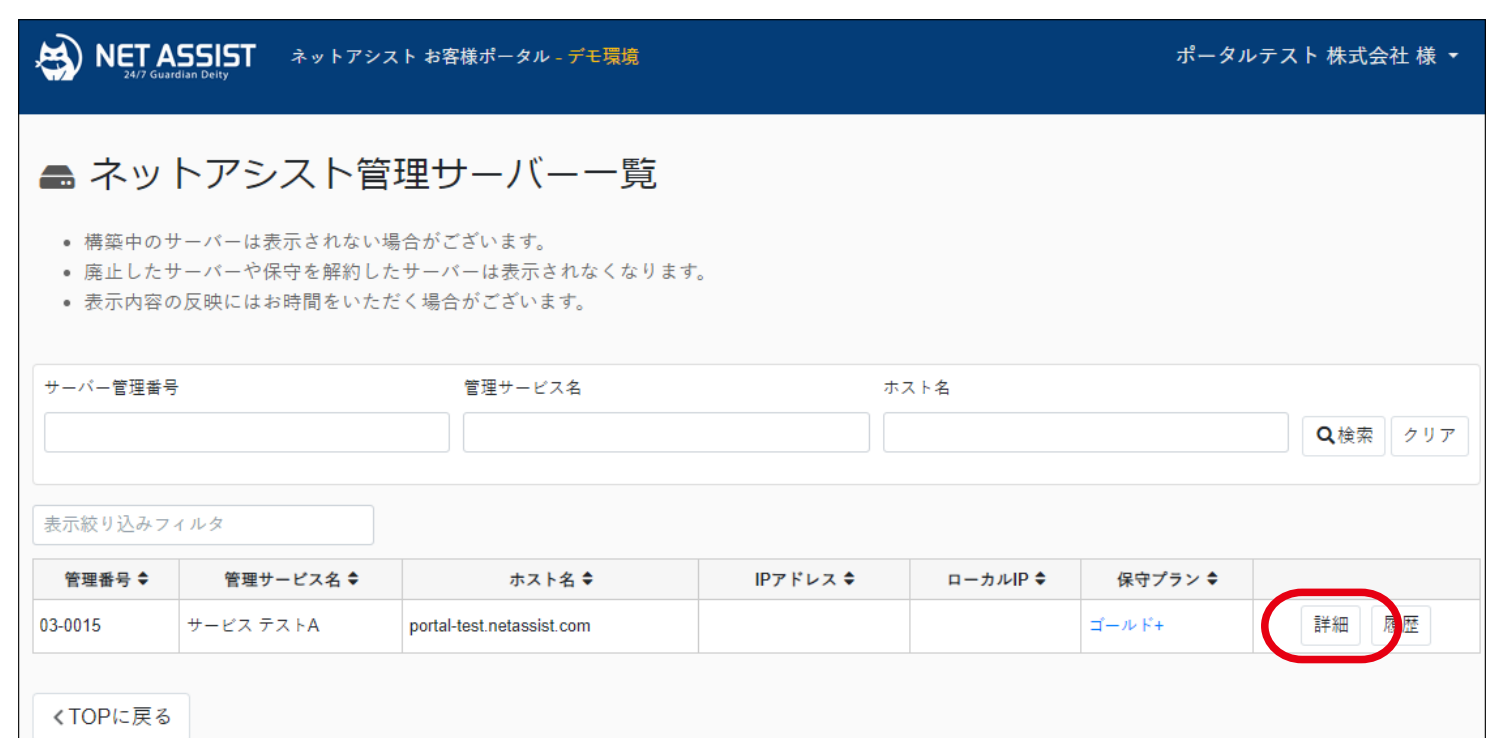 NET ASSIST
24/7 Guardian Deity
ネットアシスト お客様ポータル - デモ環境
ポータルテスト 株式会社 様
ネットアシスト管理サーバー一覧
構築中のサーバーは表示されない場合がございます。
廃止したサーバーや保守を解約したサーバーは表示されなくなります。
表示内容の反映にはお時間をいただく場合がございます。
サーバー管理番号 管理サービス名 ホスト名
検索 クリア
表示絞り込みフィルタ
管理番号 管理サービス名 ホスト名 IPアドレス ローカルIP 保守プラン
03-0015 サービス テストA portal-test.netassist.com ゴールド+ 詳細 履歴
TOPに戻る